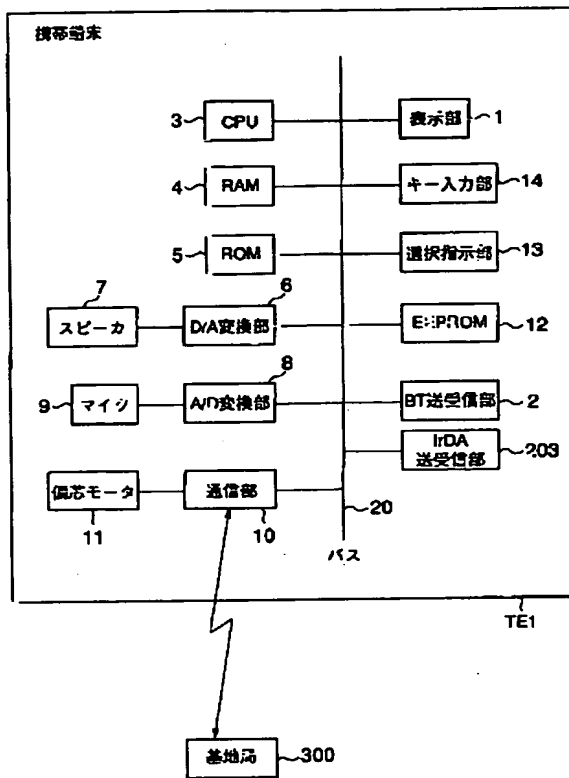 携帯端末
3 CPU 表示部 1
4 RAM キー入力部 14
5 ROM 選択指示部 13
7 6
スピーカ D/A変換部 EEPROM 12
8
9 マイク A/D変換部 BT送受信部 2
IrDA
送受信部 203
偏芯モータ 通信部 20
11 10 バス
TE1
基地局 300